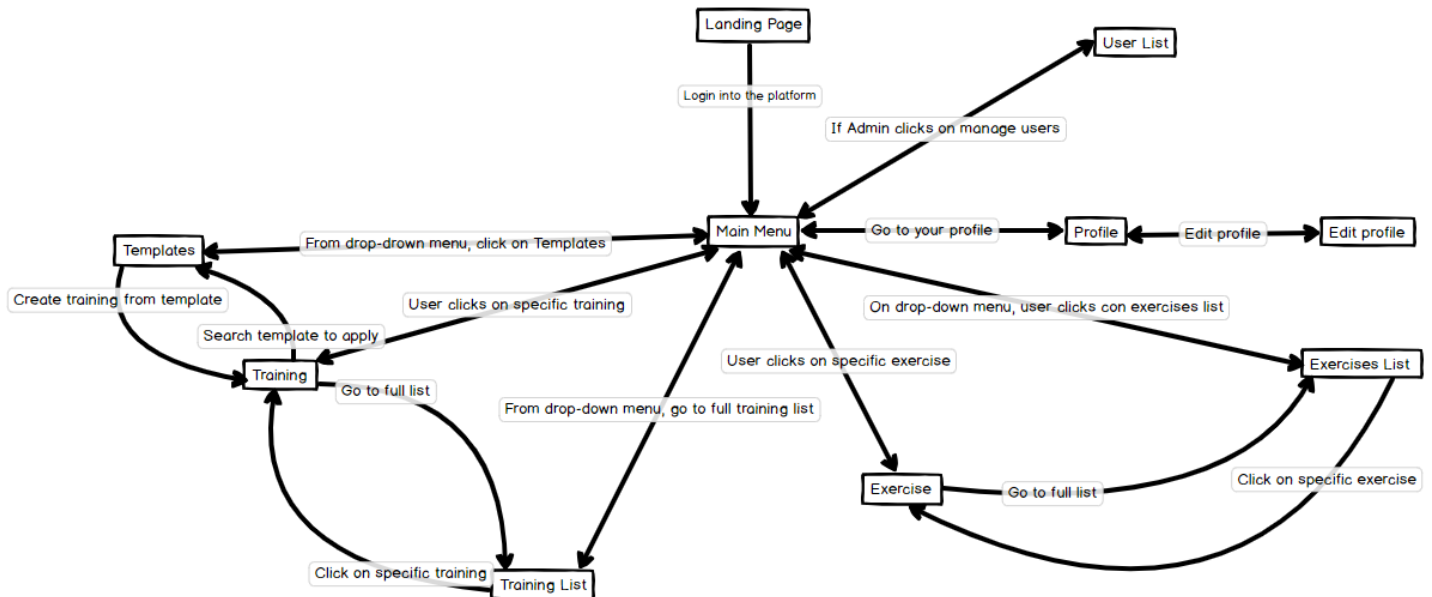 Landing Page
User List
Login into the platform
If Admin clicks on manage users
Main Menu
Go to your profile
Profile
Edit profile
Edit profile
From drop-drown menu, click on Templates
Templates
Create training from template
User clicks on specific training
On drop-down menu, user clicks con exercises list
Search template to apply
User clicks on specific exercise
Exercises List
Training
Go to full list
From drop-down menu, go to full training list
Click on specific exercise
Exercise
Go to full list
Click on specific training
Training List